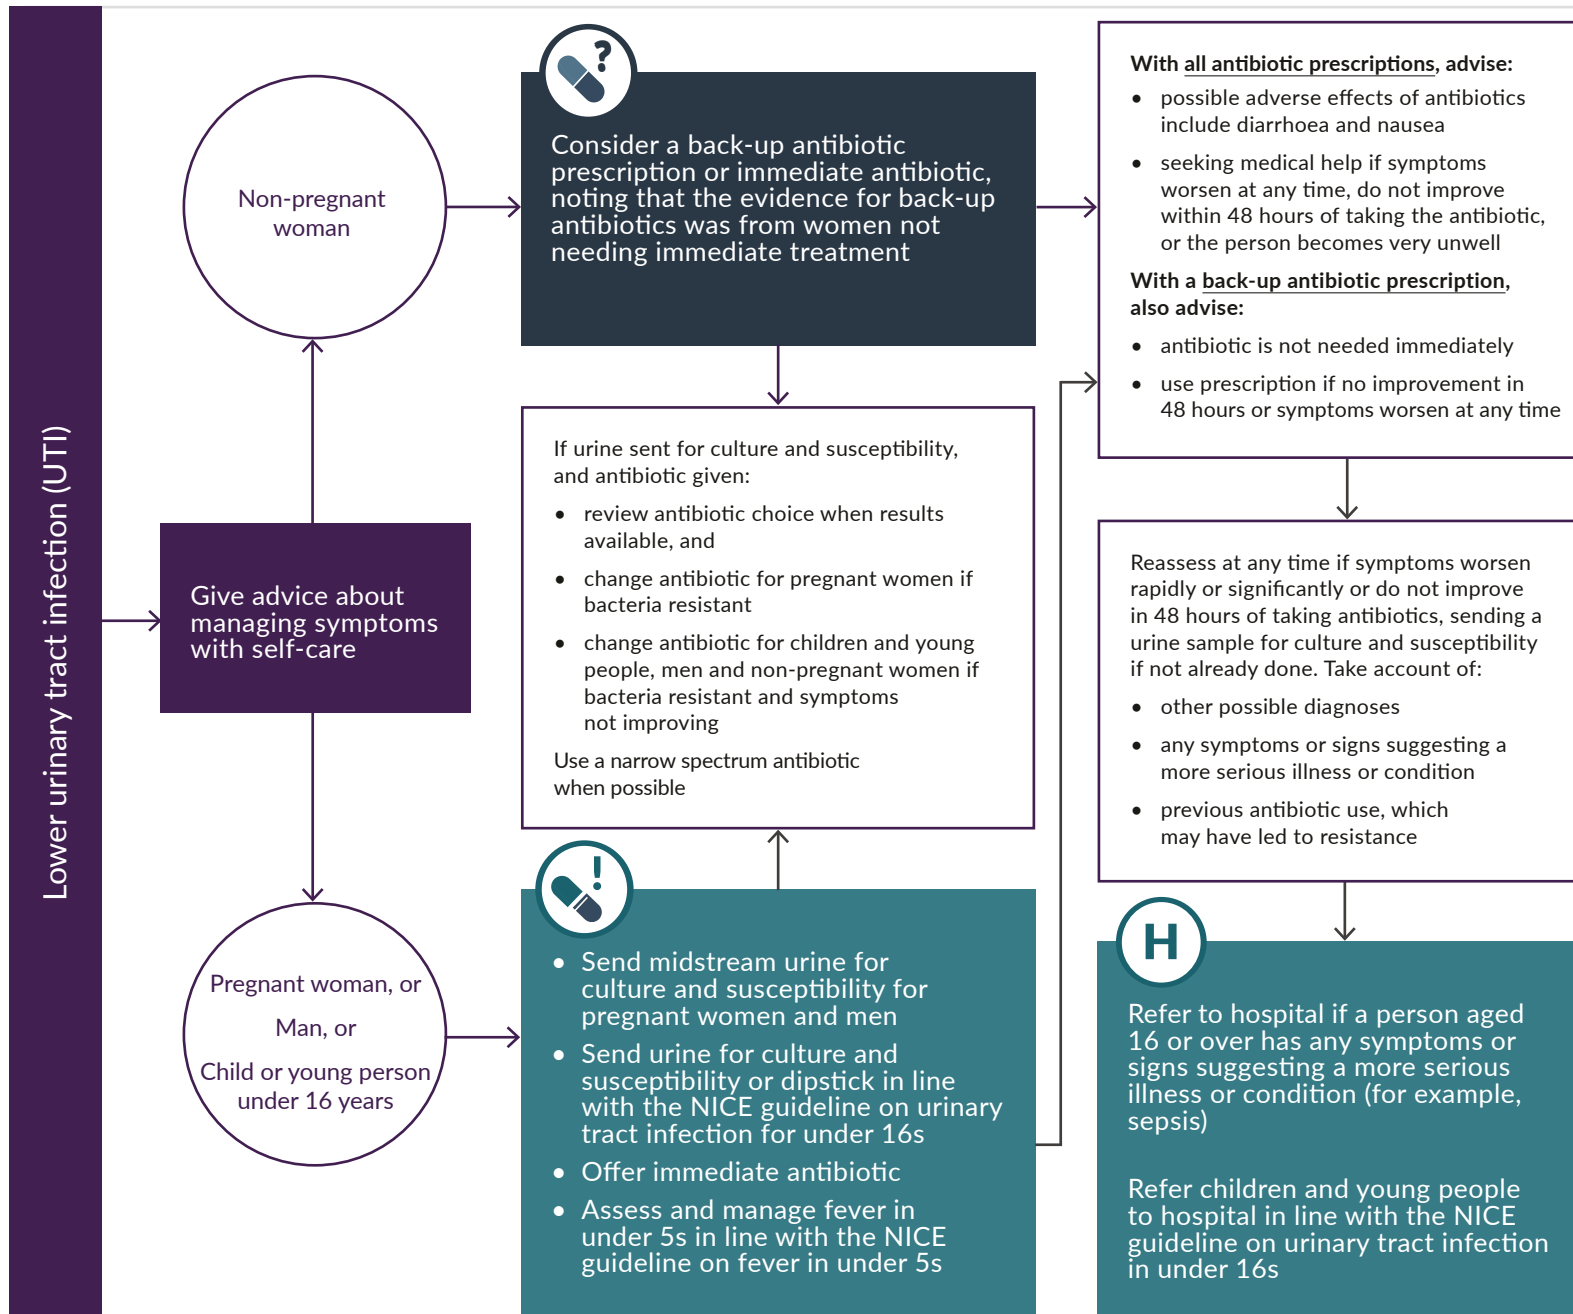 Lower urinary tract infection (UTI)
Give advice about
managing symptoms
with self-care
Non-pregnant
woman
?
Consider a back-up antibiotic
prescription or immediate antibiotic,
noting that the evidence for back-up
antibiotics was from women not
needing immediate treatment
If urine sent for culture and susceptibility,
and antibiotic given:
• review antibiotic choice when results
available, and
• change antibiotic for pregnant women if
bacteria resistant
• change antibiotic for children and young
people, men and non-pregnant women if
bacteria resistant and symptoms
not improving
Use a narrow spectrum antibiotic
when possible
Pregnant woman, or
Man, or
Child or young person
under 16 years
!
• Send midstream urine for
culture and susceptibility for
pregnant women and men
• Send urine for culture and
susceptibility or dipstick in line
with the NICE guideline on urinary
tract infection for under 16s
• Offer immediate antibiotic
• Assess and manage fever in
under 5s in line with the NICE
guideline on fever in under 5s
With all antibiotic prescriptions, advise:
• possible adverse effects of antibiotics
include diarrhoea and nausea
• seeking medical help if symptoms
worsen at any time, do not improve
within 48 hours of taking the antibiotic,
or the person becomes very unwell
With a back-up antibiotic prescription,
also advise:
• antibiotic is not needed immediately
• use prescription if no improvement in
48 hours or symptoms worsen at any time
Reassess at any time if symptoms worsen
rapidly or significantly or do not improve
in 48 hours of taking antibiotics, sending a
urine sample for culture and susceptibility
if not already done. Take account of:
• other possible diagnoses
• any symptoms or signs suggesting a
more serious illness or condition
• previous antibiotic use, which
may have led to resistance
H
Refer to hospital if a person aged
16 or over has any symptoms or
signs suggesting a more serious
illness or condition (for example,
sepsis)
Refer children and young people
to hospital in line with the NICE
guideline on urinary tract infection
in under 16s